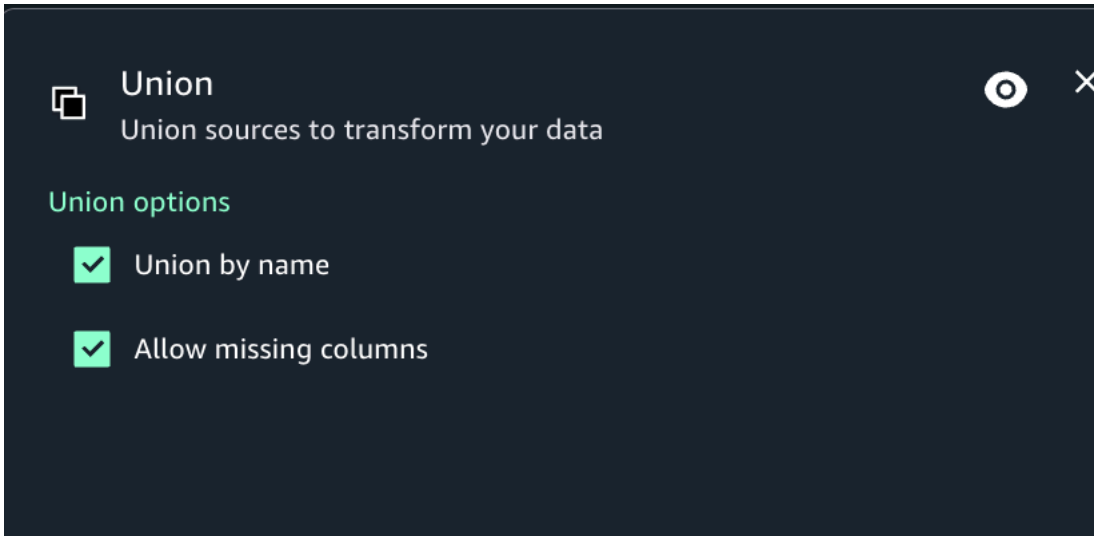 Union
Union sources to transform your data
Union options
Union by name
Allow missing columns